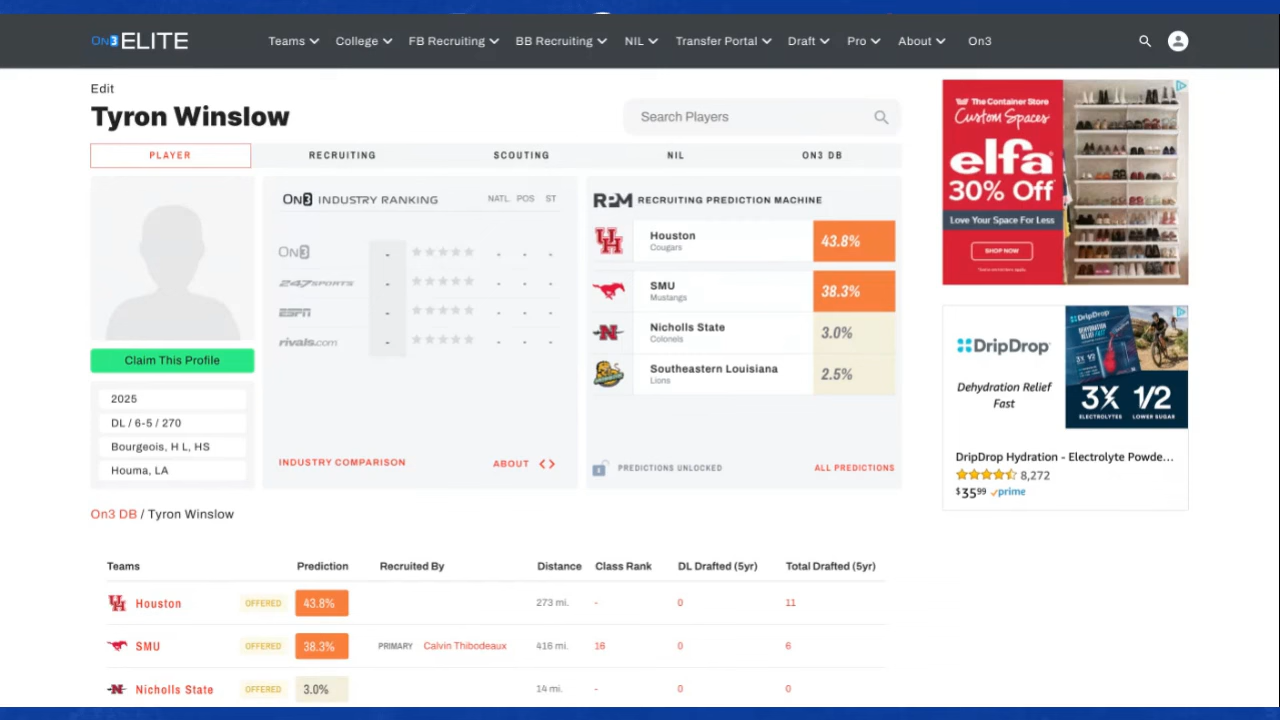 On3 ELITE Teams College FB Recruiting BB Recruiting NIL Transfer Portal Draft Pro About On3
Edit
Tyron Winslow
Search Players
PLAYER RECRUITING SCOUTING NIL ON3 DB
On3 INDUSTRY RANKING NATL. POS ST
On3 - - - -
247SPORTS - - - -
ESPN - - - -
rivals.com - - - -
INDUSTRY COMPARISON ABOUT
RPM RECRUITING PREDICTION MACHINE
Houston
Cougars
43.8%
SMU
Mustangs
38.3%
Nicholls State
Colonels
3.0%
Southeastern Louisiana
Lions
2.5%
PREDICTIONS UNLOCKED ALL PREDICTIONS
Claim This Profile
2025
DL / 6-5 / 270
Bourgeois, H L, HS
Houma, LA
On3 DB / Tyron Winslow
Teams Prediction Recruited By Distance Class Rank DL Drafted (5yr) Total Drafted (5yr)
Houston OFFERED 43.8% 273 mi. - 0 11
SMU OFFERED 38.3% PRIMARY Calvin Thibodeaux 416 mi. 16 0 6
Nicholls State OFFERED 3.0% 14 mi. - 0 0
The Container Store
Custom Spaces
elfa
30% Off
Love Your Space For Less
SHOP NOW
DripDrop
Dehydration Relief
Fast
DripDrop
DEHYDRATION
RELIEF
FAST
3X 1/2
ELECTROLYTES LOWER SUGAR
DripDrop Hydration - Electrolyte Powde...
8,272
$35⁹⁹ prime